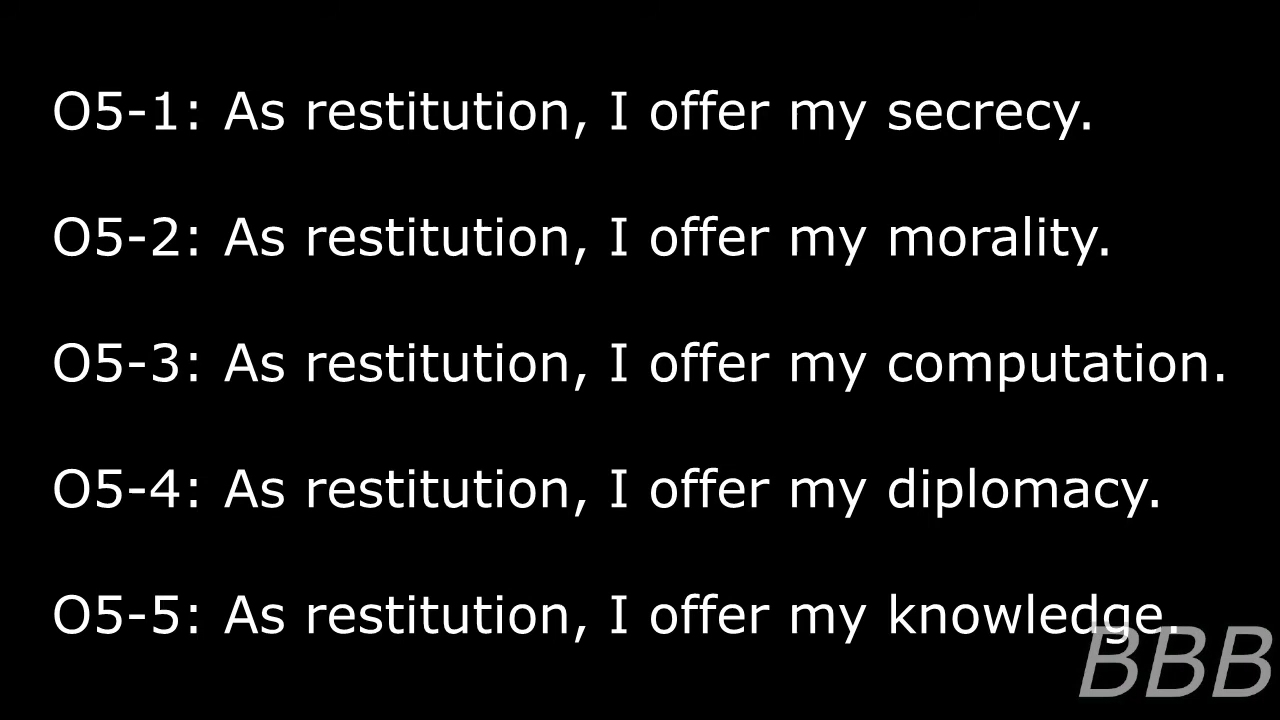 O5-1: As restitution, I offer my secrecy.
O5-2: As restitution, I offer my morality.
O5-3: As restitution, I offer my computation.
O5-4: As restitution, I offer my diplomacy.
O5-5: As restitution, I offer my knowledge.
BBB